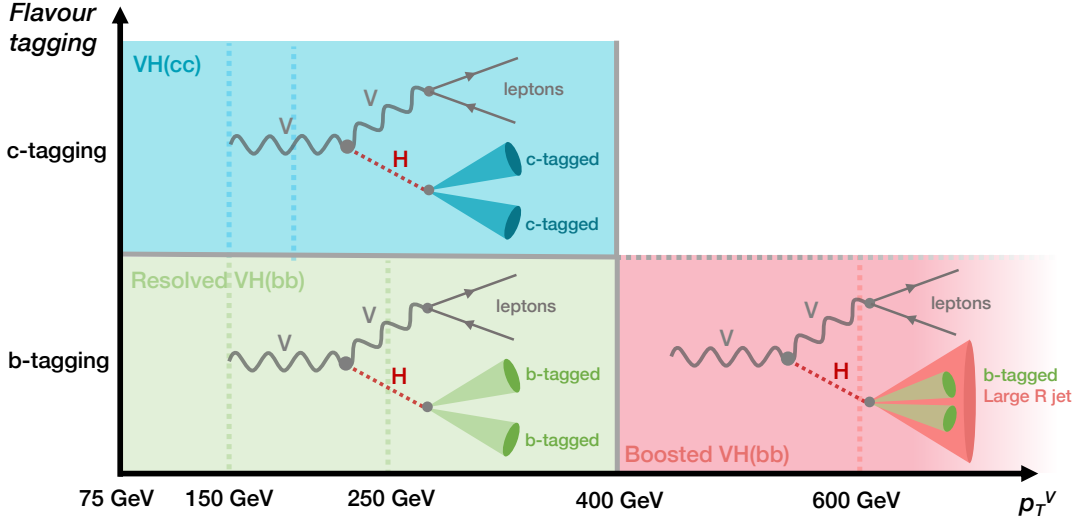 Flavour
tagging
VH(cc)
V
V
leptons
H
c-tagged
c-tagged
c-tagging
Resolved VH(bb)
V
V
leptons
H
b-tagged
b-tagged
b-tagging
V
V
leptons
H
b-tagged
Large R jet
Boosted VH(bb)
75 GeV
150 GeV
250 GeV
400 GeV
600 GeV
p_T^V